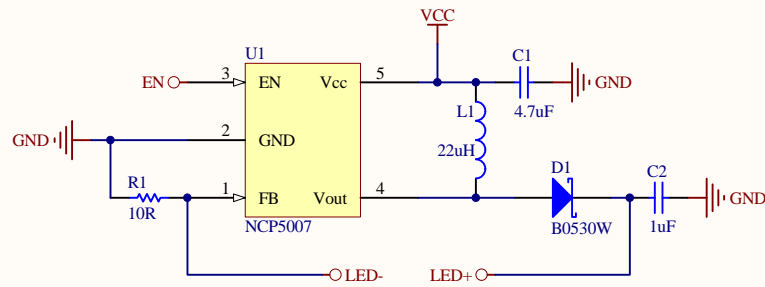 VCC
U1
C1
EN
3
EN
Vcc
5
GND
4.7uF
L1
GND
2
GND
22uH
D1
C2
R1
1
FB
Vout
4
GND
10R
NCP5007
B0530W
1uF
LED-
LED+